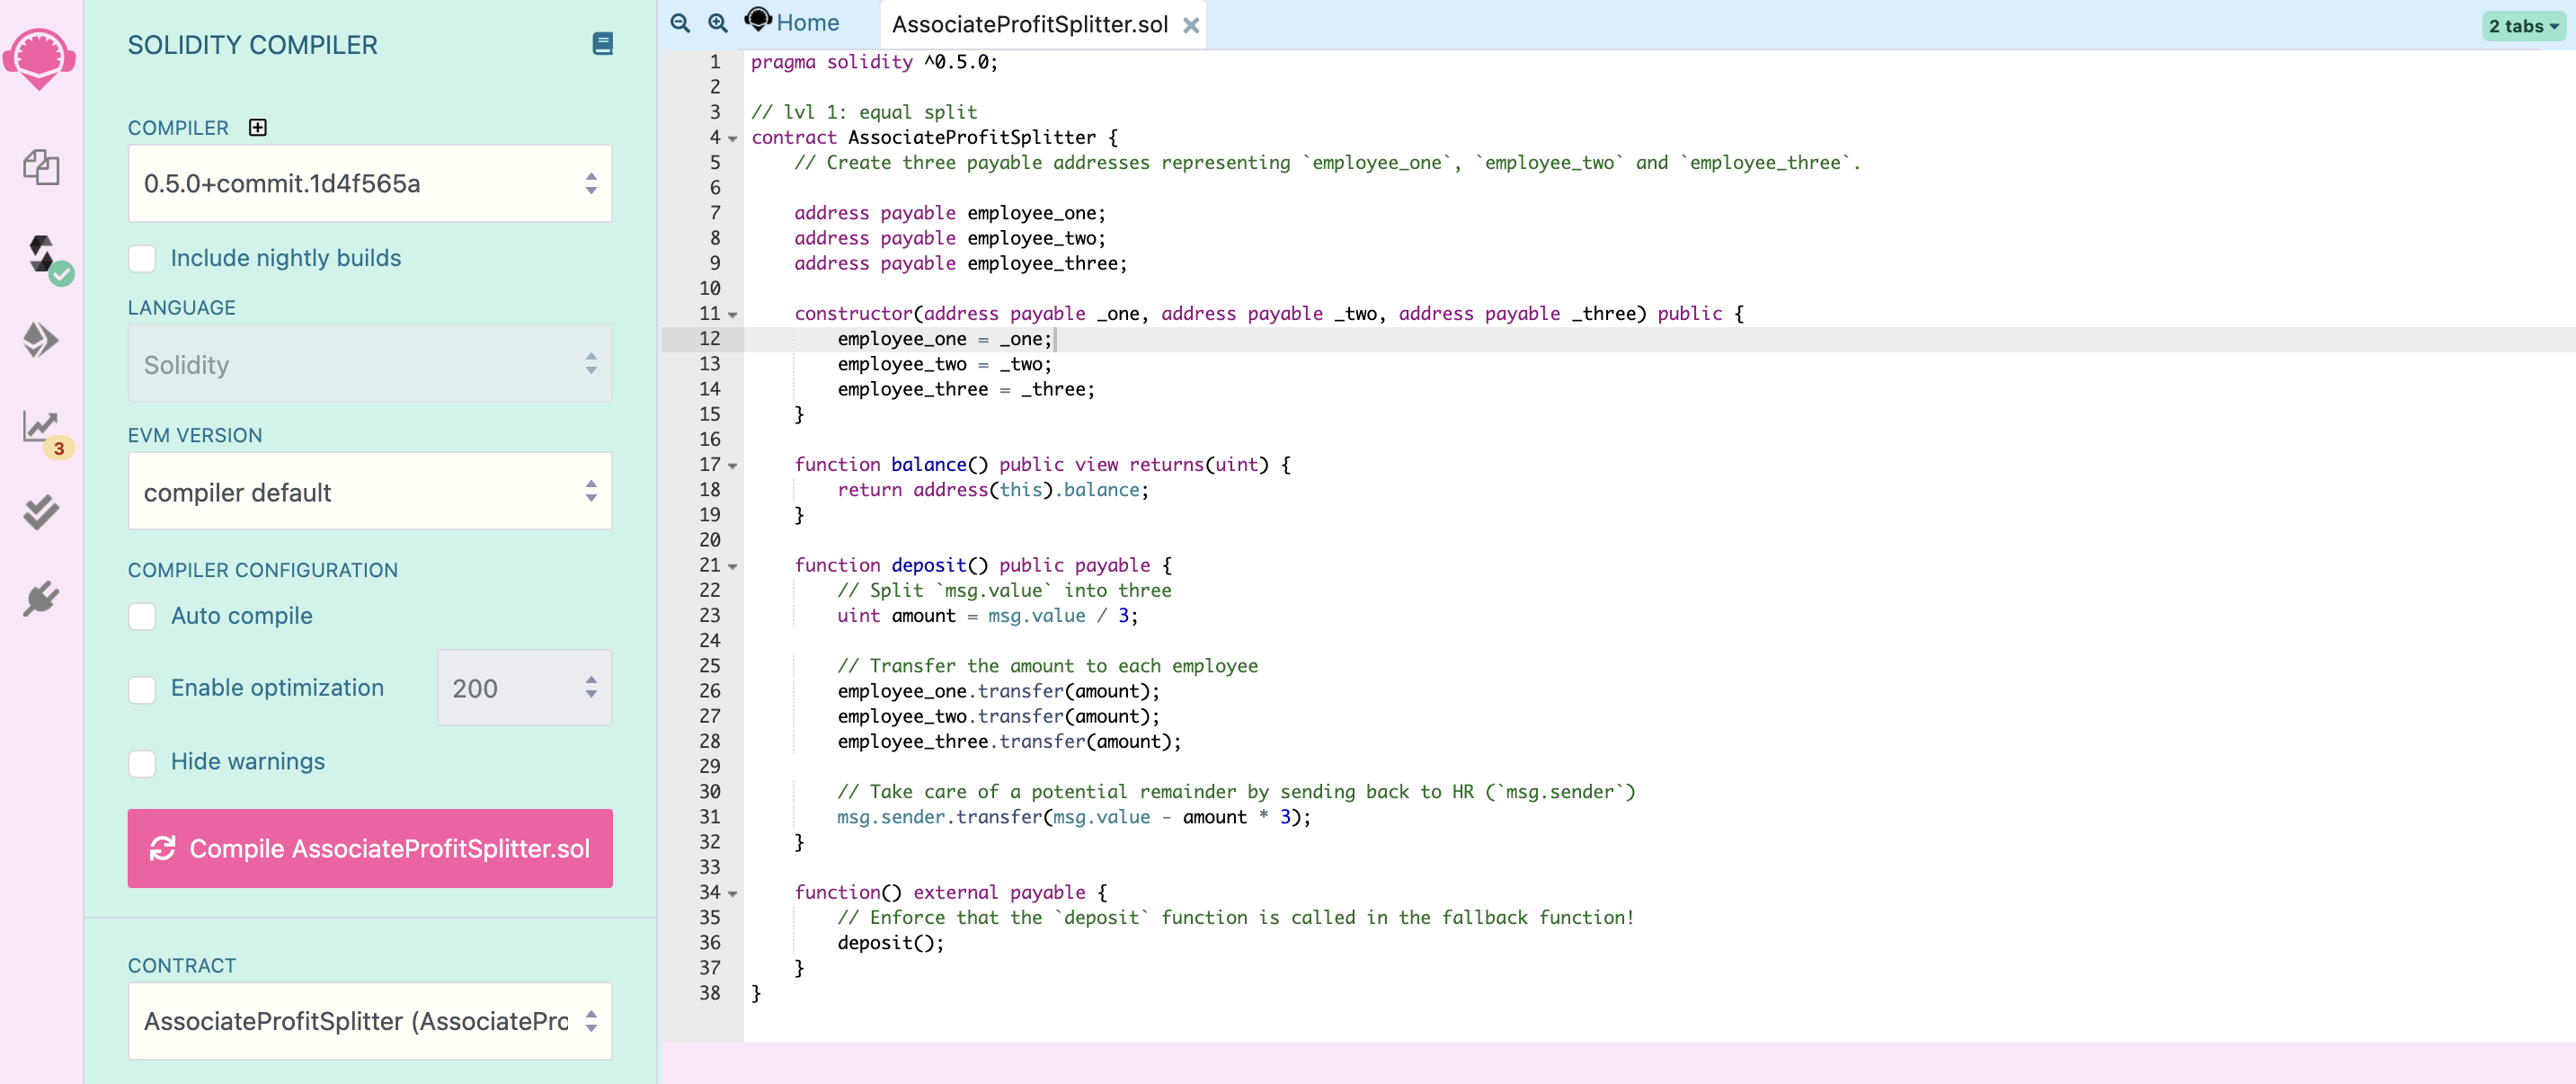 SOLIDITY COMPILER
COMPILER
0.5.0+commit.1d4f565a
Include nightly builds
LANGUAGE
Solidity
EVM VERSION
compiler default
COMPILER CONFIGURATION
Auto compile
Enable optimization
200
Hide warnings
Compile AssociateProfitSplitter.sol
CONTRACT
AssociateProfitSplitter (AssociatePro
3
Home
AssociateProfitSplitter.sol
2 tabs
1 pragma solidity ^0.5.0;
2
3 // lvl 1: equal split
4 contract AssociateProfitSplitter {
5 // Create three payable addresses representing `employee_one`, `employee_two` and `employee_three`.
6
7 address payable employee_one;
8 address payable employee_two;
9 address payable employee_three;
10
11 constructor(address payable _one, address payable _two, address payable _three) public {
12 employee_one = _one;
13 employee_two = _two;
14 employee_three = _three;
15 }
16
17 function balance() public view returns(uint) {
18 return address(this).balance;
19 }
20
21 function deposit() public payable {
22 // Split `msg.value` into three
23 uint amount = msg.value / 3;
24
25 // Transfer the amount to each employee
26 employee_one.transfer(amount);
27 employee_two.transfer(amount);
28 employee_three.transfer(amount);
29
30 // Take care of a potential remainder by sending back to HR (`msg.sender`)
31 msg.sender.transfer(msg.value - amount * 3);
32 }
33
34 function() external payable {
35 // Enforce that the `deposit` function is called in the fallback function!
36 deposit();
37 }
38 }